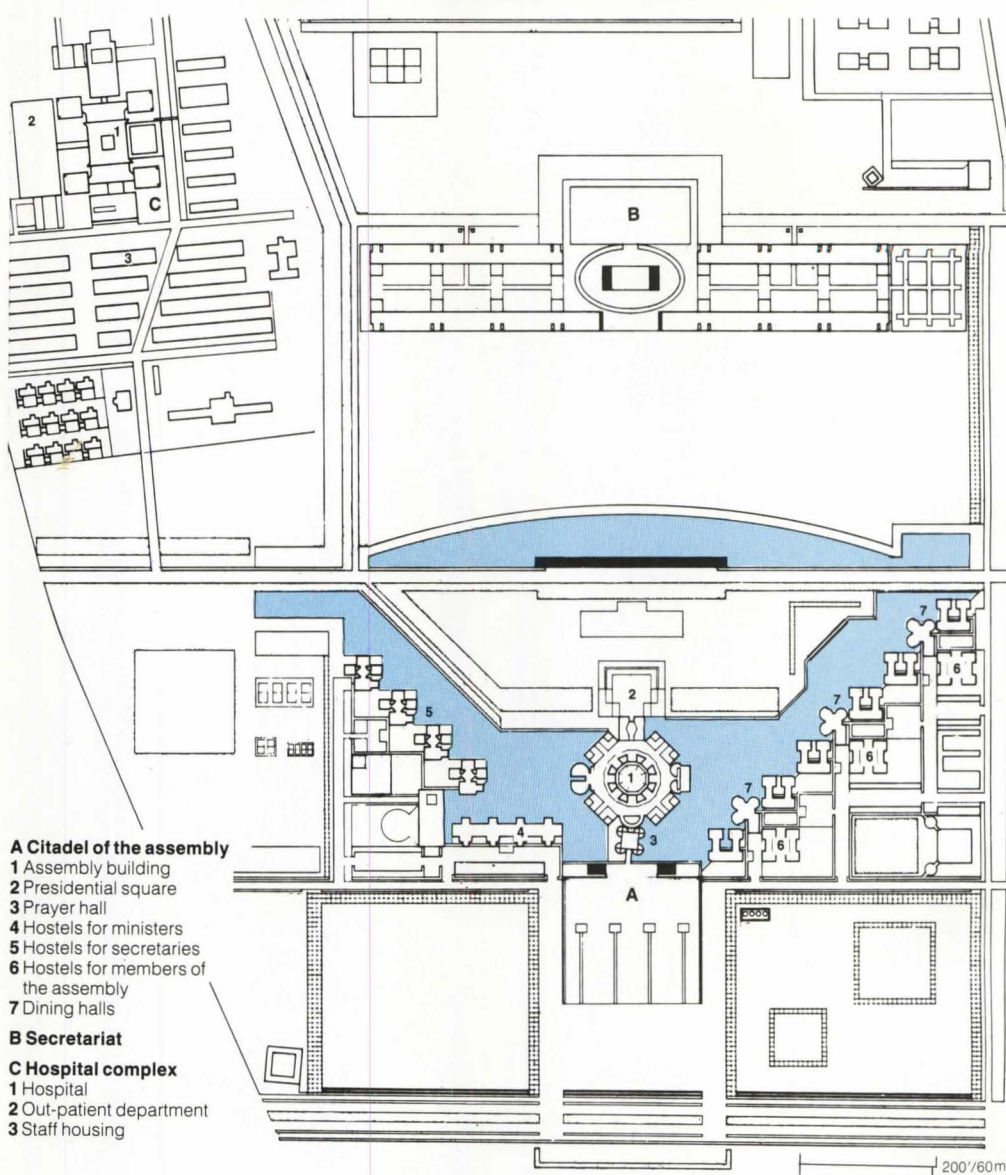 2
1
C
3
B
7
6
2
5
7
6
1
7
4
3
6
A
A Citadel of the assembly
1 Assembly building
2 Presidential square
3 Prayer hall
4 Hostels for ministers
5 Hostels for secretaries
6 Hostels for members of
the assembly
7 Dining halls
B Secretariat
C Hospital complex
1 Hospital
2 Out-patient department
3 Staff housing
200'/60m